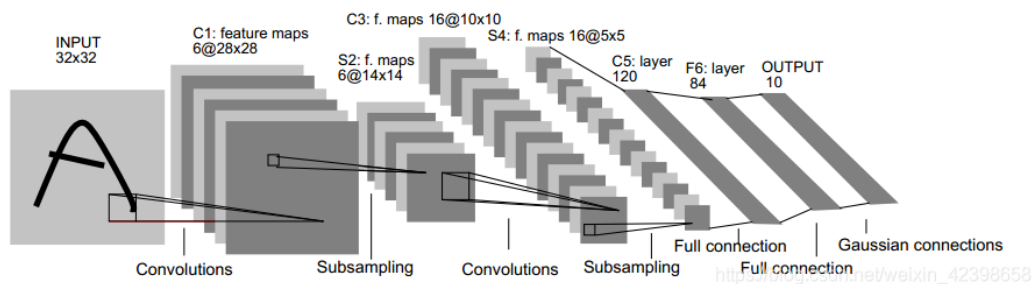 INPUT
32x32
C1: feature maps
6@28x28
S2: f. maps
6@14x14
C3: f. maps 16@10x10
S4: f. maps 16@5x5
C5: layer
120
F6: layer
84
OUTPUT
10
Convolutions
Subsampling
Convolutions
Subsampling
Full connection
Full connection
Gaussian connections
https://blog.csdn.net/weixin_42398658